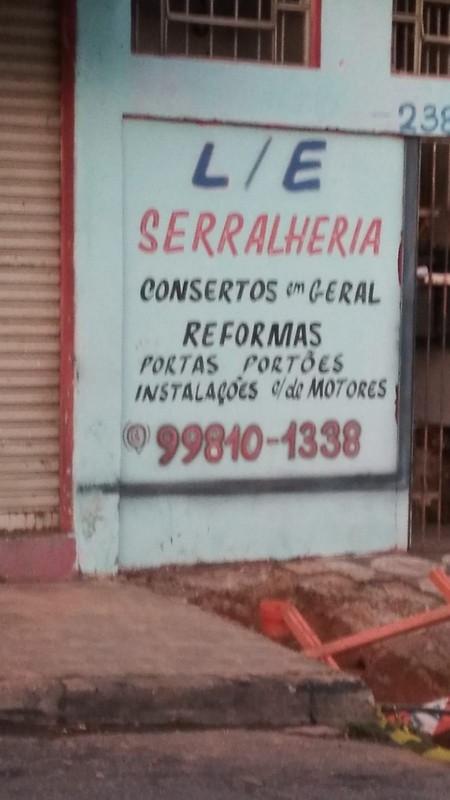 238
L/E
SERRALHERIA
CONSERTOS em GERAL
REFORMAS
PORTAS PORTÕES
INSTALAÇÕES c/de MOTORES
99810-1338